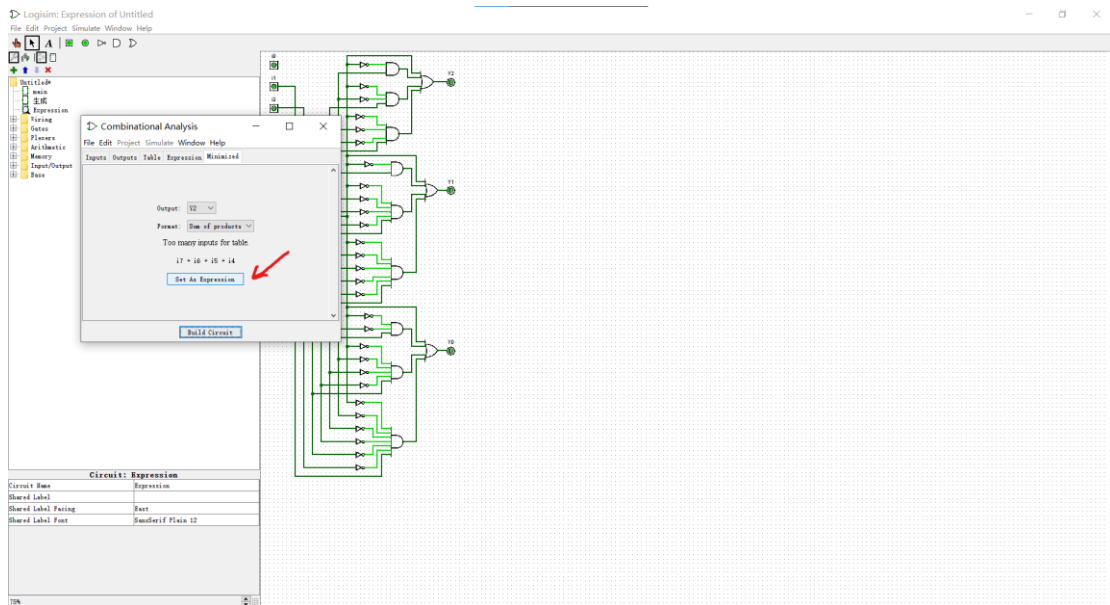 Logisim: Expression of Untitled
File Edit Project Simulate Window Help
A
Untitled*
main
生成
Expression
Wiring
Gates
Plexers
Arithmetic
Memory
Input/Output
Base
Combinational Analysis
File Edit Project Simulate Window Help
Inputs Outputs Table Expression Minimized
Output: Y2
Format: Sum of products
Too many inputs for table.
i7 + i6 + i5 + i4
Set As Expression
Build Circuit
i0
i1
i2
Y2
Y1
Y0
Circuit: Expression
Circuit Name Expression
Shared Label
Shared Label Facing East
Shared Label Font SansSerif Plain 12
75%